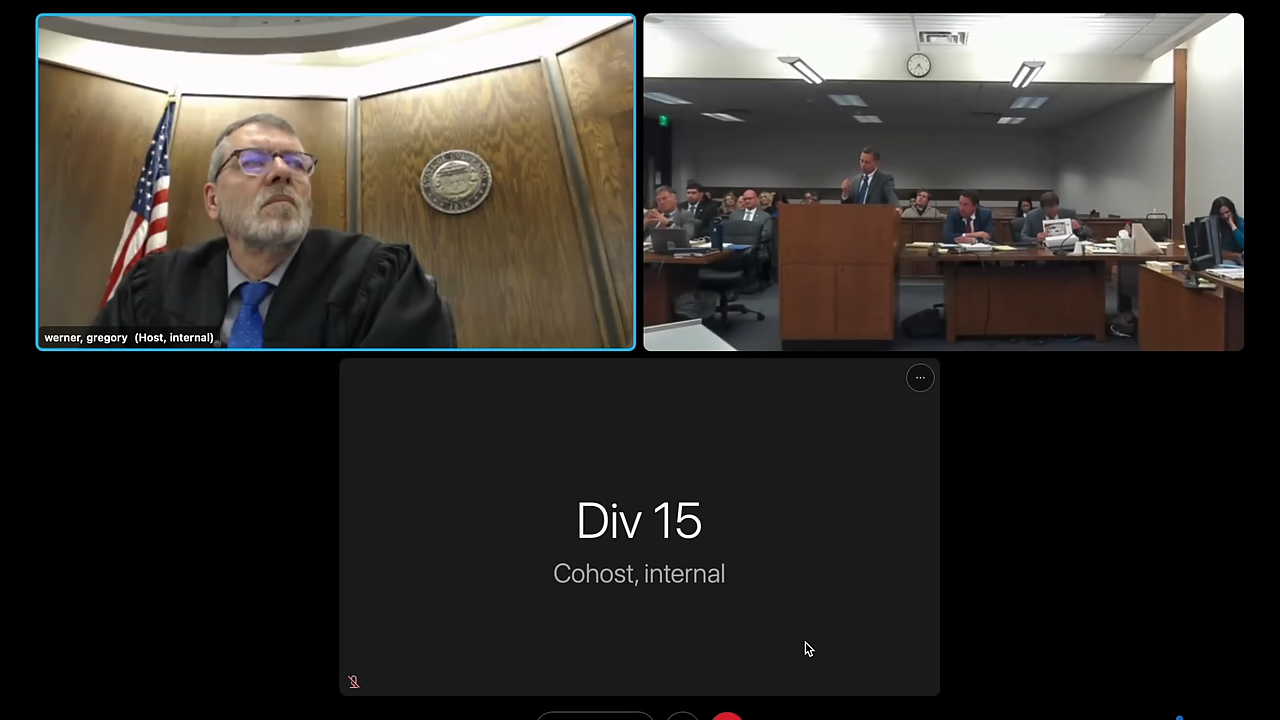 werner, gregory (Host, internal)
Div 15
Cohost, internal